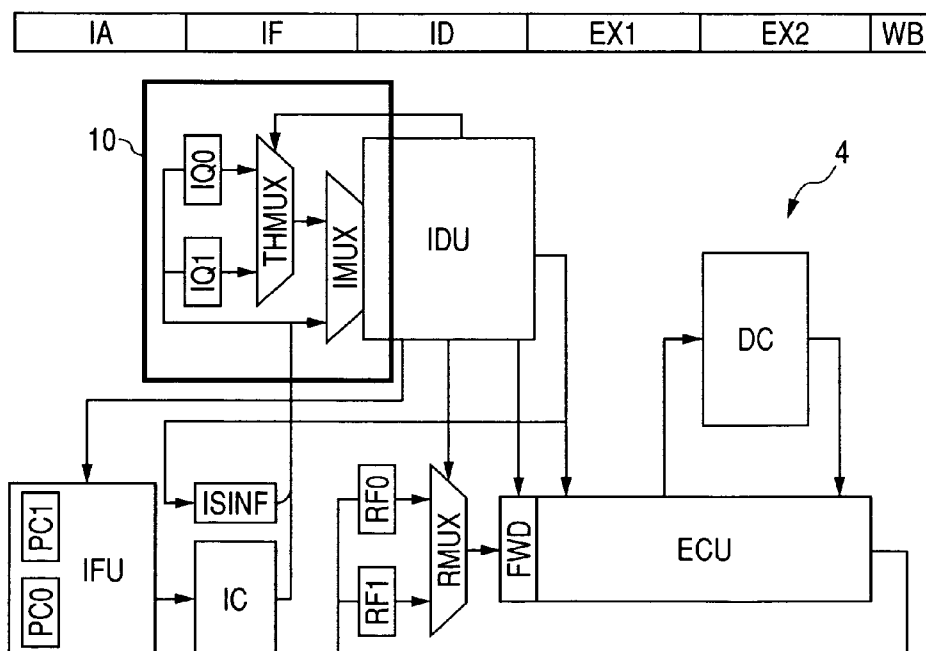 IA IF ID EX1 EX2 WB
10
IQ0
IQ1
THMUX
IMUX
IDU
4
DC
ISINF
RF0
RF1
RMUX
FWD
ECU
PC1
PC0
IFU
IC